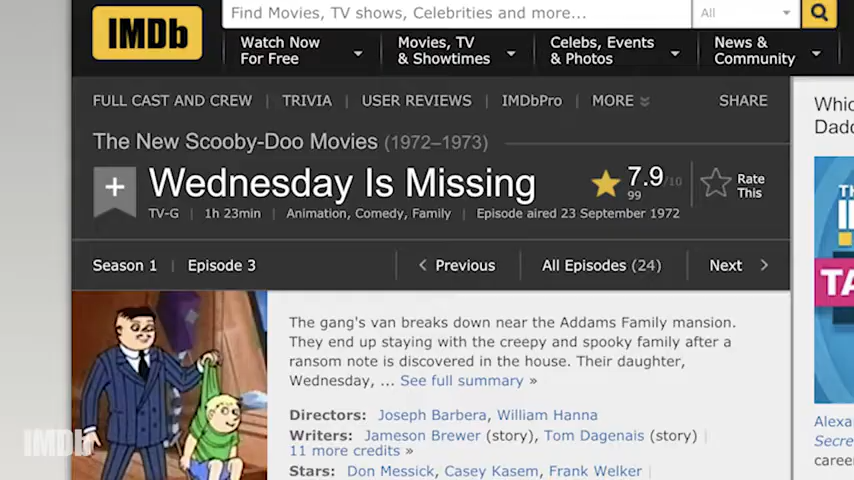 IMDb
Find Movies, TV shows, Celebrities and more...
All
Watch Now
For Free
Movies, TV
& Showtimes
Celebs, Events
& Photos
News &
Community
FULL CAST AND CREW | TRIVIA | USER REVIEWS | IMDbPro | MORE
SHARE
The New Scooby-Doo Movies (1972–1973)
+ Wednesday Is Missing
7.9/10
99
Rate
This
TV-G | 1h 23min | Animation, Comedy, Family | Episode aired 23 September 1972
Season 1 | Episode 3
Previous
All Episodes (24)
Next
The gang's van breaks down near the Addams Family mansion.
They end up staying with the creepy and spooky family after a
ransom note is discovered in the house. Their daughter,
Wednesday, ... See full summary »
Directors: Joseph Barbera, William Hanna
Writers: Jameson Brewer (story), Tom Dagenais (story) |
11 more credits »
Stars: Don Messick, Casey Kasem, Frank Welker |
IMDb
Whic
Dadd
TH
TA
Alexa
Secre
career